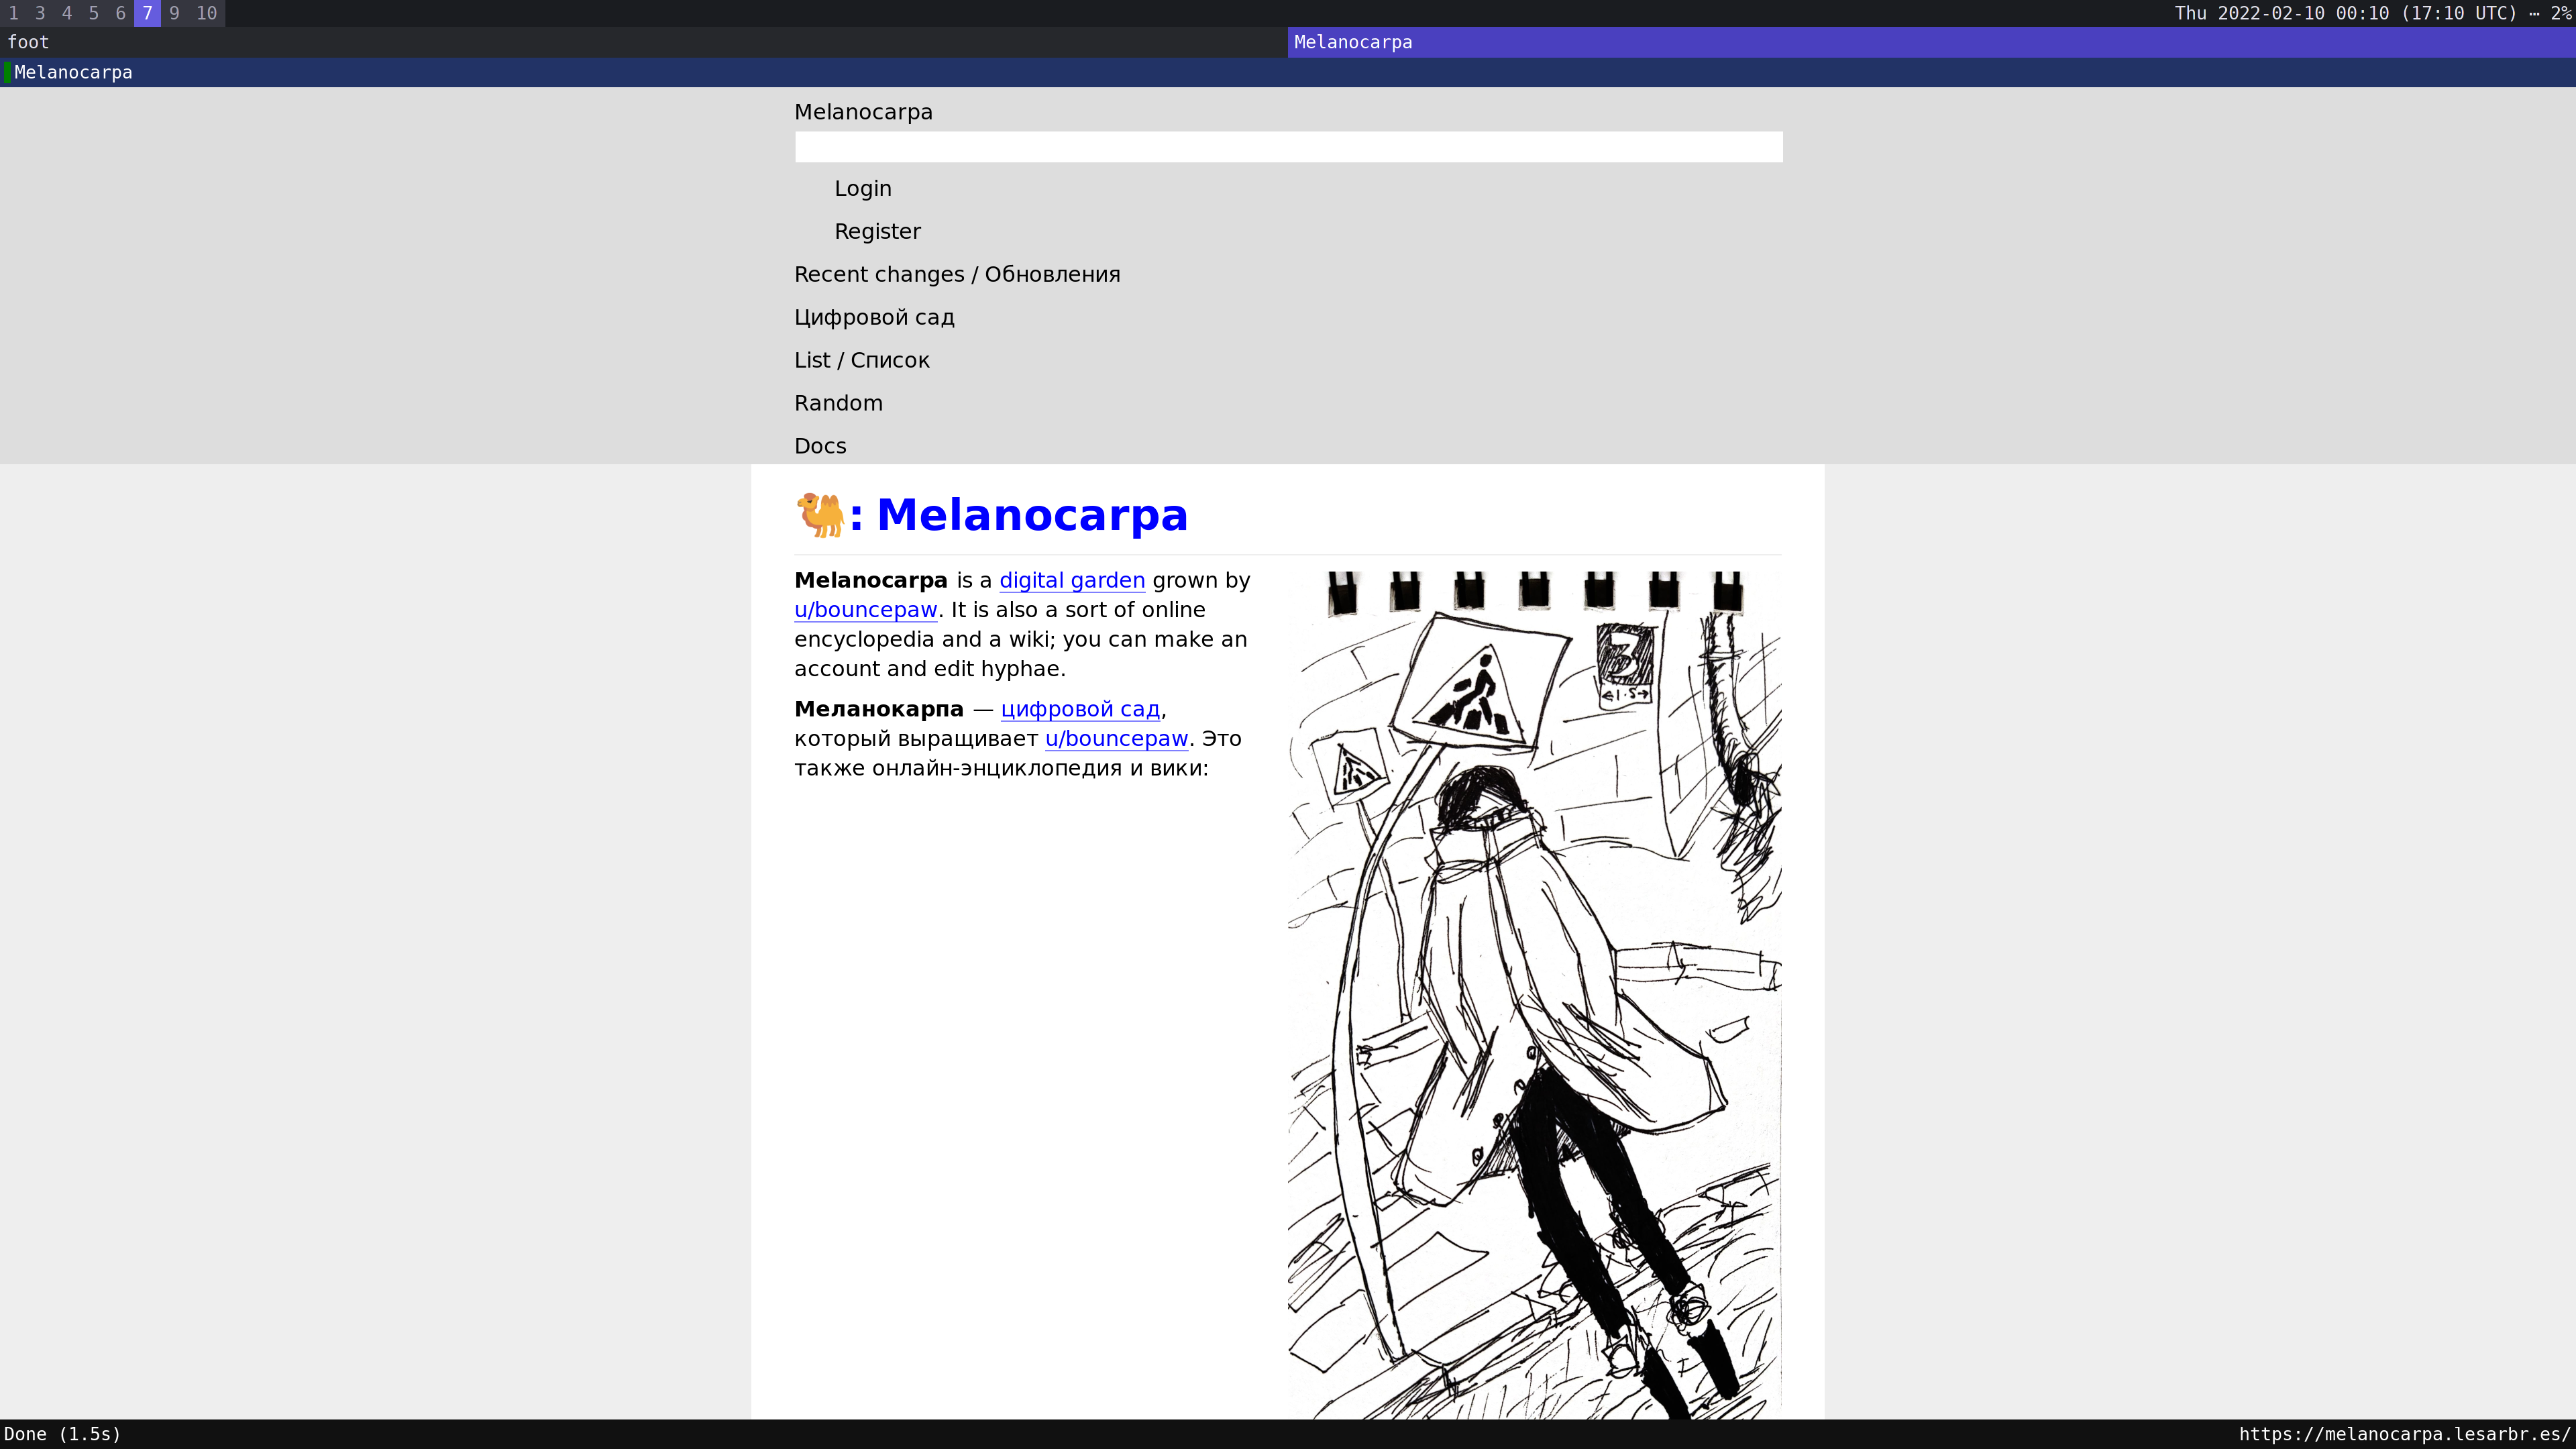 1 3 4 5 6 7 9 10
Thu 2022-02-10 00:10 (17:10 UTC) ⋯ 2%
foot
Melanocarpa
Melanocarpa
Melanocarpa
Login
Register
Recent changes / Обновления
Цифровой сад
List / Список
Random
Docs
🐫: Melanocarpa
Melanocarpa is a digital garden grown by
u/bouncepaw. It is also a sort of online
encyclopedia and a wiki; you can make an
account and edit hyphae.
Меланокарпа — цифровой сад,
который выращивает u/bouncepaw. Это
также онлайн-энциклопедия и вики:
3
1.5
Done (1.5s)
https://melanocarpa.lesarbr.es/